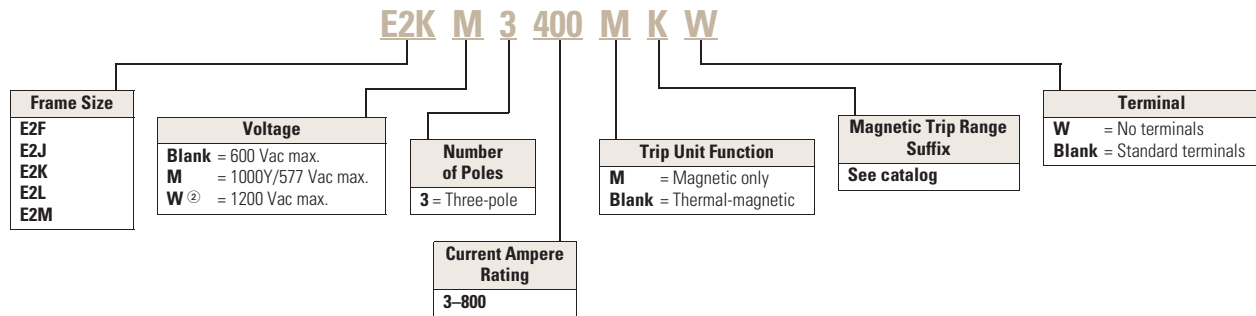 E2K M 3 400 M K W
Frame Size
E2F
E2J
E2K
E2L
E2M
Voltage
Blank = 600 Vac max.
M = 1000Y/577 Vac max.
W ② = 1200 Vac max.
Number
of Poles
3 = Three-pole
Current Ampere
Rating
3–800
Trip Unit Function
M = Magnetic only
Blank = Thermal-magnetic
Magnetic Trip Range
Suffix
See catalog
Terminal
W = No terminals
Blank = Standard terminals